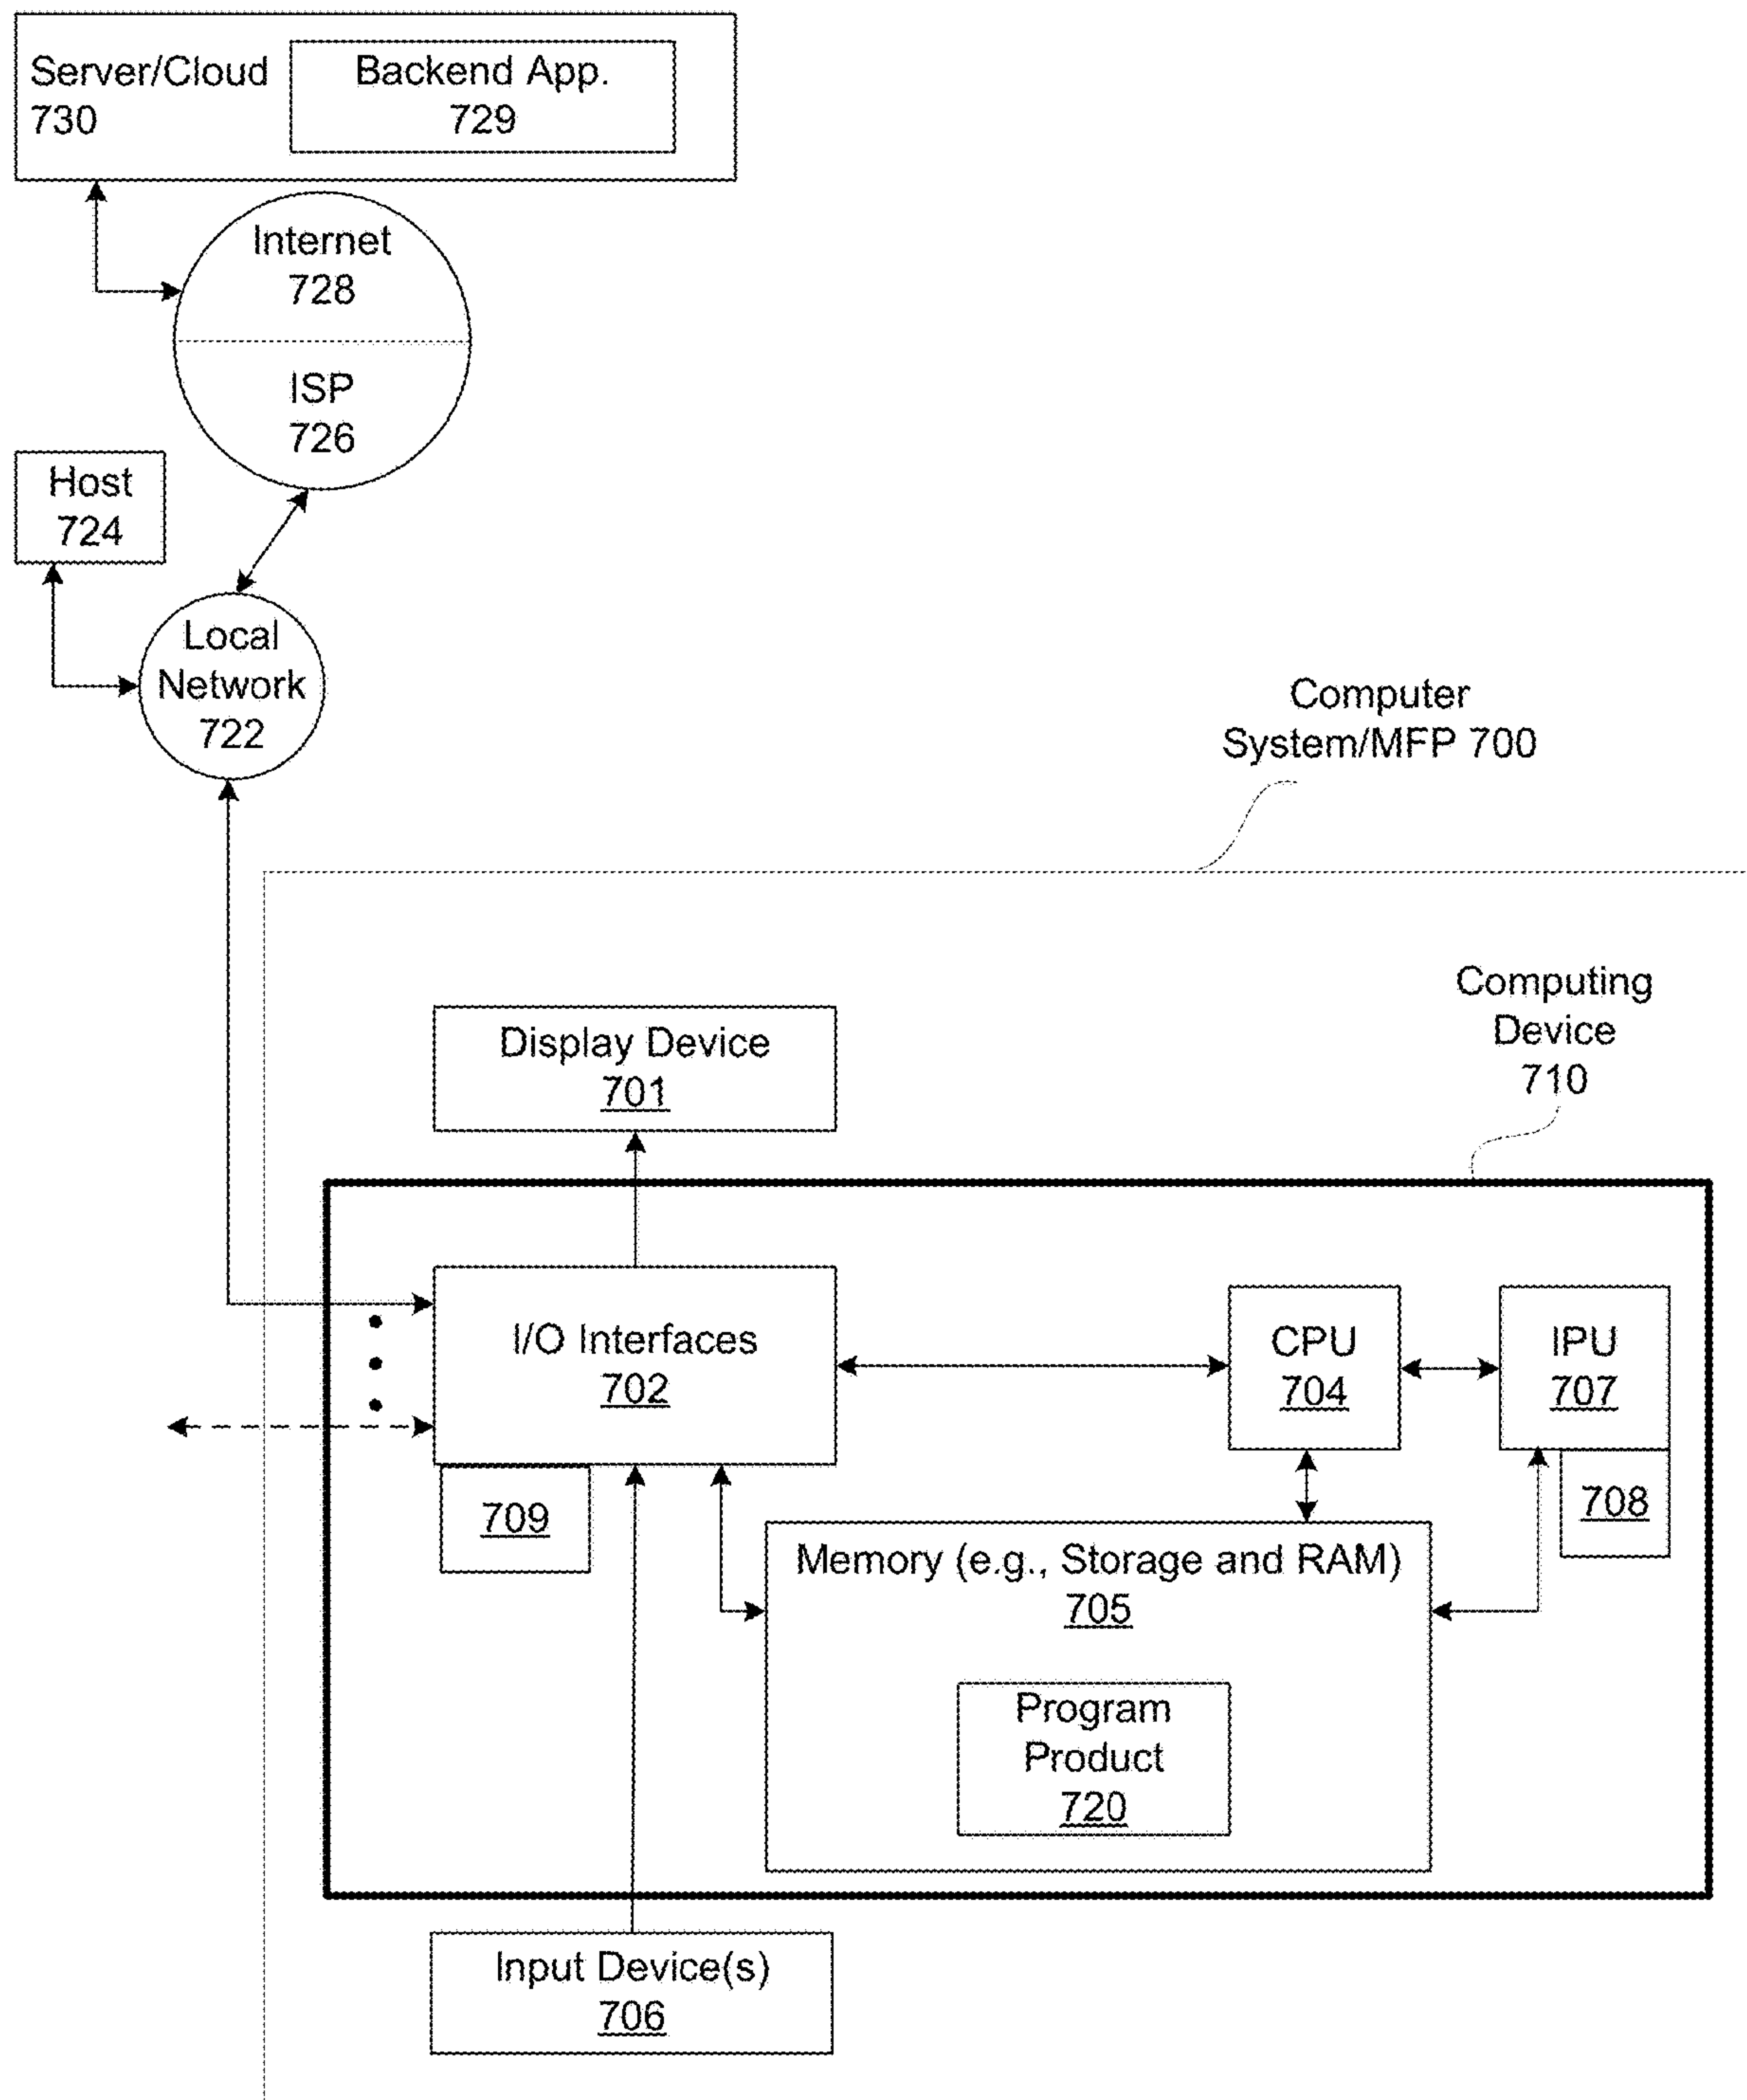 Server/Cloud
730
Backend App.
729
Internet
728
ISP
726
Host
724
Local
Network
722
Computer
System/MFP 700
Computing
Device
710
Display Device
701
I/O Interfaces
702
CPU
704
IPU
707
709
708
Memory (e.g., Storage and RAM)
705
Program
Product
720
Input Device(s)
706